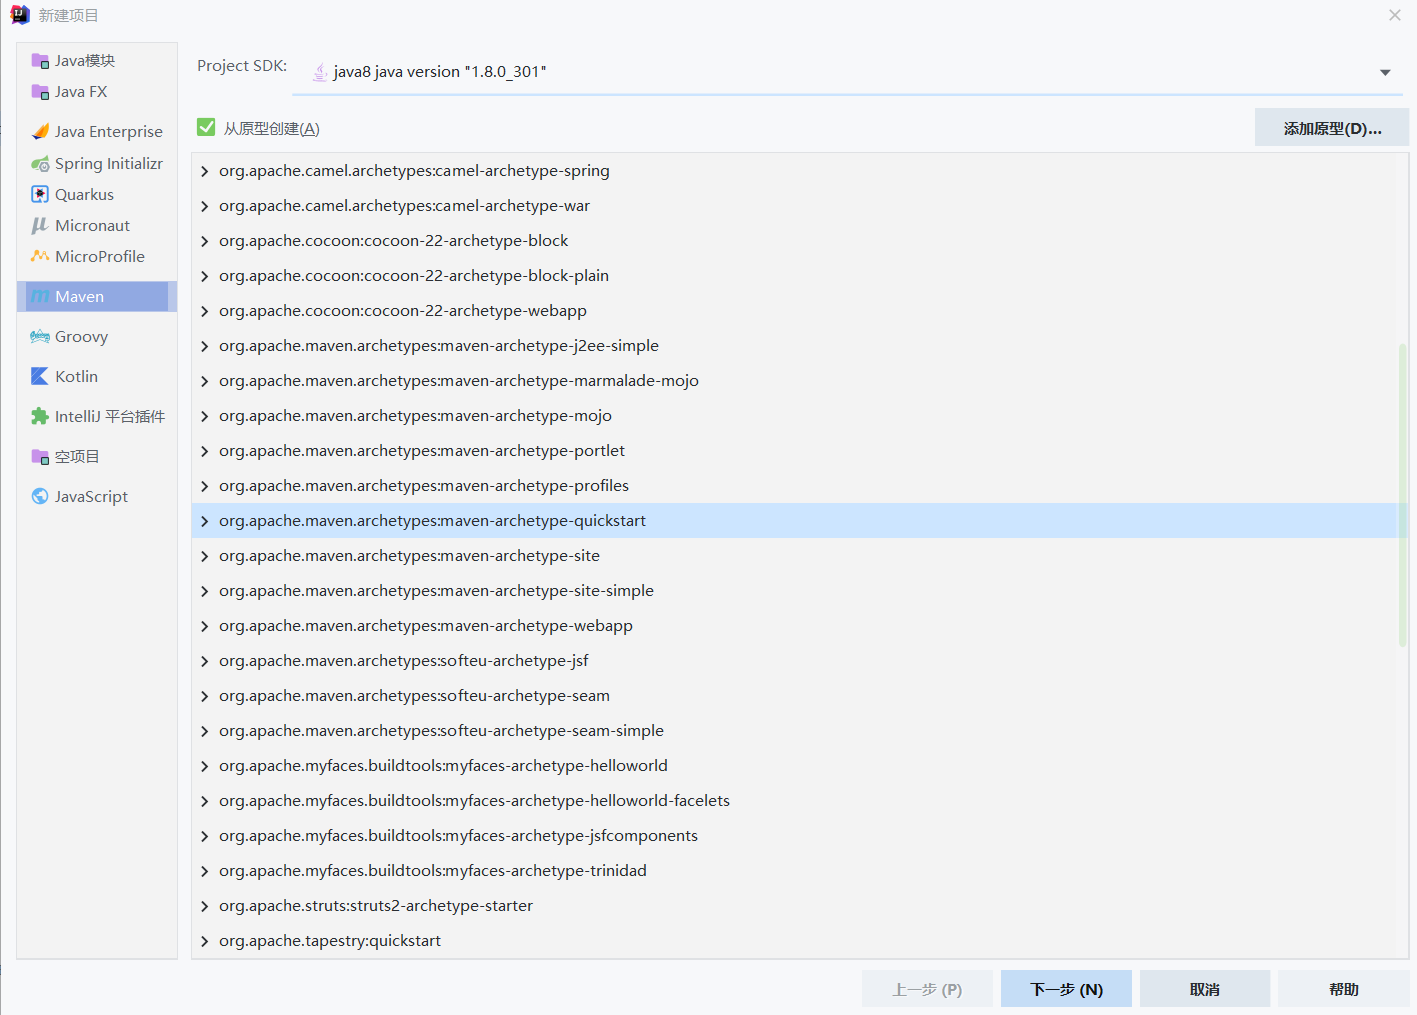 新建项目
Java模块
Java FX
Java Enterprise
Spring Initializr
Quarkus
Micronaut
MicroProfile
Maven
Groovy
Kotlin
IntelliJ 平台插件
空项目
JavaScript
Project SDK:
java8 java version "1.8.0_301"
从原型创建(A)
添加原型(D)...
org.apache.camel.archetypes:camel-archetype-spring
org.apache.camel.archetypes:camel-archetype-war
org.apache.cocoon:cocoon-22-archetype-block
org.apache.cocoon:cocoon-22-archetype-block-plain
org.apache.cocoon:cocoon-22-archetype-webapp
org.apache.maven.archetypes:maven-archetype-j2ee-simple
org.apache.maven.archetypes:maven-archetype-marmalade-mojo
org.apache.maven.archetypes:maven-archetype-mojo
org.apache.maven.archetypes:maven-archetype-portlet
org.apache.maven.archetypes:maven-archetype-profiles
org.apache.maven.archetypes:maven-archetype-quickstart
org.apache.maven.archetypes:maven-archetype-site
org.apache.maven.archetypes:maven-archetype-site-simple
org.apache.maven.archetypes:maven-archetype-webapp
org.apache.maven.archetypes:softeu-archetype-jsf
org.apache.maven.archetypes:softeu-archetype-seam
org.apache.maven.archetypes:softeu-archetype-seam-simple
org.apache.myfaces.buildtools:myfaces-archetype-helloworld
org.apache.myfaces.buildtools:myfaces-archetype-helloworld-facelets
org.apache.myfaces.buildtools:myfaces-archetype-jsfcomponents
org.apache.myfaces.buildtools:myfaces-archetype-trinidad
org.apache.struts:struts2-archetype-starter
org.apache.tapestry:quickstart
上一步 (P)
下一步 (N)
取消
帮助